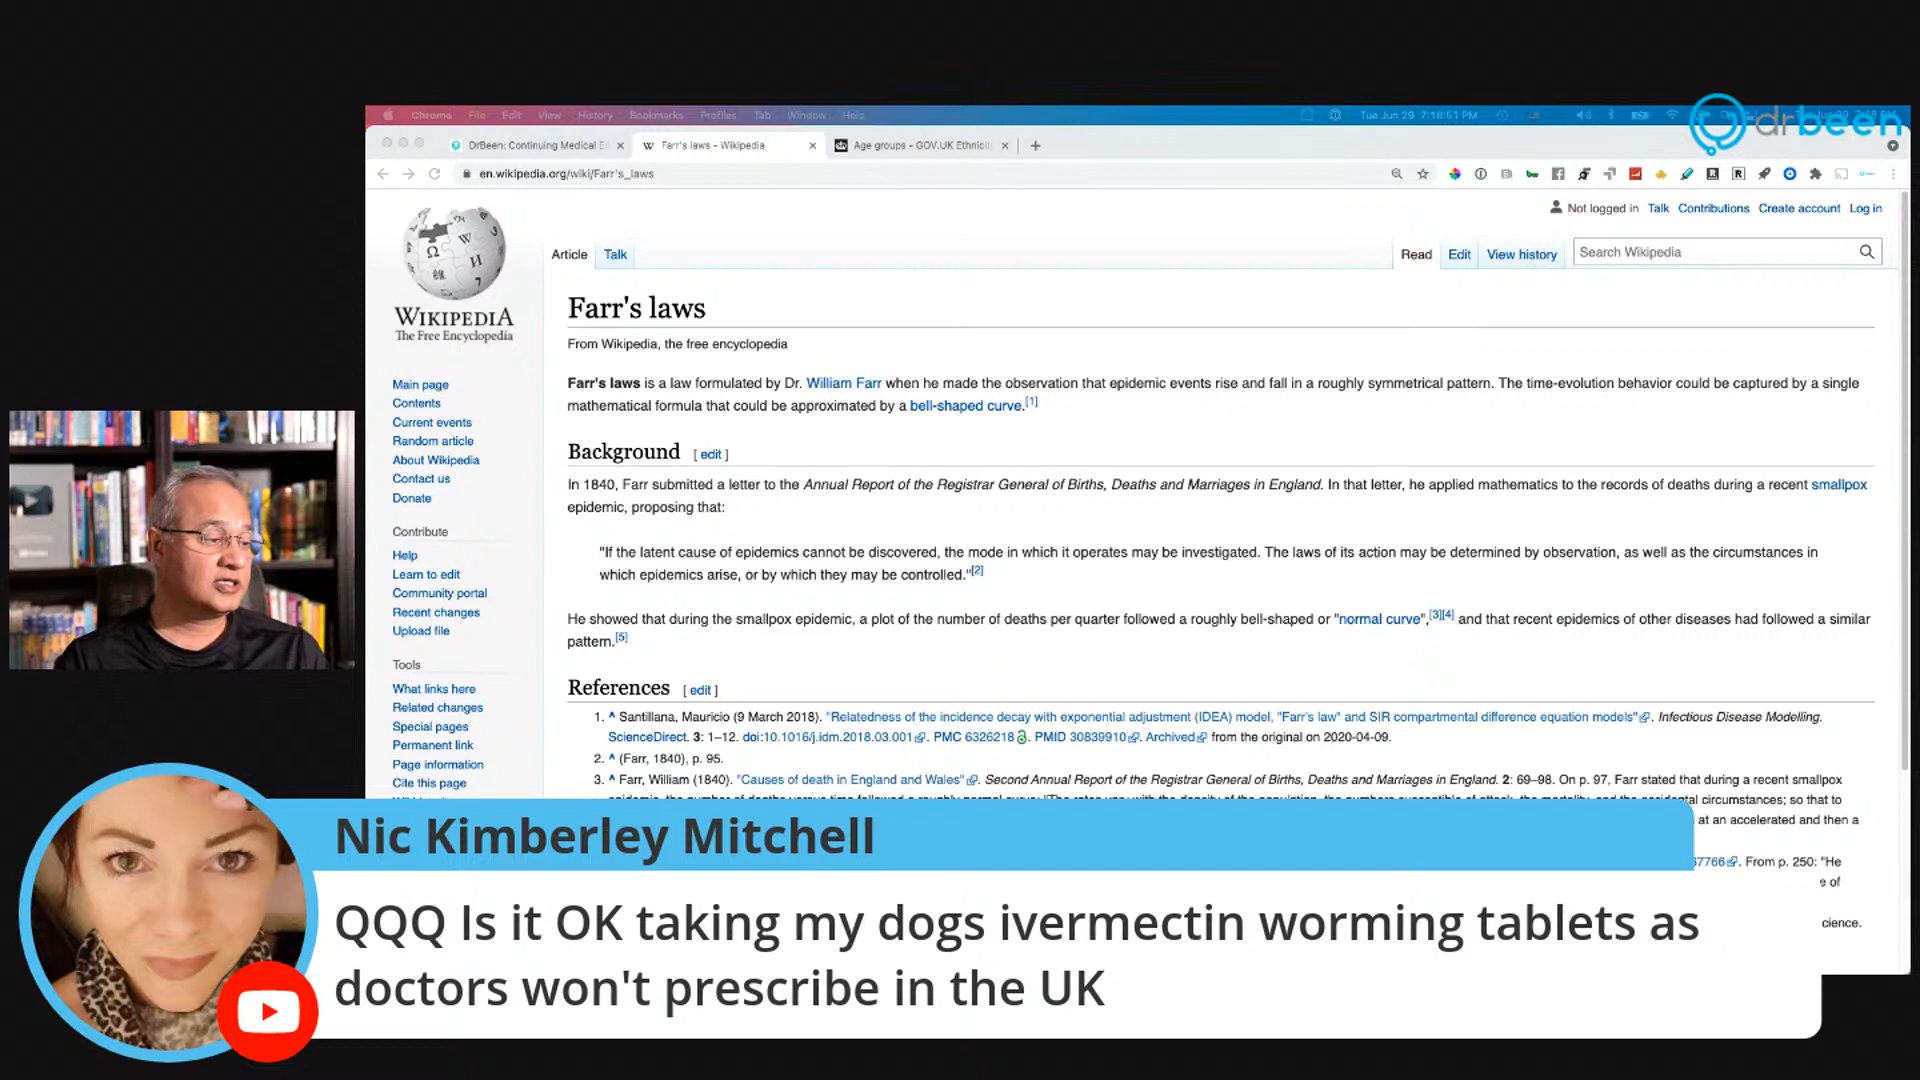 Chrome File Edit View History Bookmarks Profiles Tab Window Help
Tue Jun 29 7:18:51 PM
drbeen
DrBeen: Continuing Medical E
Farr's laws - Wikipedia
Age groups - GOV.UK Ethnicity
en.wikipedia.org/wiki/Farr's_laws
Not logged in Talk Contributions Create account Log in
Article Talk
Read Edit View history
Search Wikipedia
WIKIPEDIA
The Free Encyclopedia
Main page
Contents
Current events
Random article
About Wikipedia
Contact us
Donate
Contribute
Help
Learn to edit
Community portal
Recent changes
Upload file
Tools
What links here
Related changes
Special pages
Permanent link
Page information
Cite this page
Farr's laws
From Wikipedia, the free encyclopedia
Farr's laws is a law formulated by Dr. William Farr when he made the observation that epidemic events rise and fall in a roughly symmetrical pattern. The time-evolution behavior could be captured by a single
mathematical formula that could be approximated by a bell-shaped curve.[1]
Background [ edit ]
In 1840, Farr submitted a letter to the Annual Report of the Registrar General of Births, Deaths and Marriages in England. In that letter, he applied mathematics to the records of deaths during a recent smallpox
epidemic, proposing that:
"If the latent cause of epidemics cannot be discovered, the mode in which it operates may be investigated. The laws of its action may be determined by observation, as well as the circumstances in
which epidemics arise, or by which they may be controlled."[2]
He showed that during the smallpox epidemic, a plot of the number of deaths per quarter followed a roughly bell-shaped or "normal curve",[3][4] and that recent epidemics of other diseases had followed a similar
pattern.[5]
References [ edit ]
1. ^ Santillana, Mauricio (9 March 2018). "Relatedness of the incidence decay with exponential adjustment (IDEA) model, "Farr's law" and SIR compartmental difference equation models". Infectious Disease Modelling.
ScienceDirect. 3: 1–12. doi:10.1016/j.idm.2018.03.001. PMC 6326218. PMID 30839910. Archived from the original on 2020-04-09.
2. ^ (Farr, 1840), p. 95.
3. ^ Farr, William (1840). "Causes of death in England and Wales". Second Annual Report of the Registrar General of Births, Deaths and Marriages in England. 2: 69–98. On p. 97, Farr stated that during a recent smallpox
circumstances; so that to
at an accelerated and then a
67766. From p. 250: "He
e of
cience.
Nic Kimberley Mitchell
QQQ Is it OK taking my dogs ivermectin worming tablets as
doctors won't prescribe in the UK